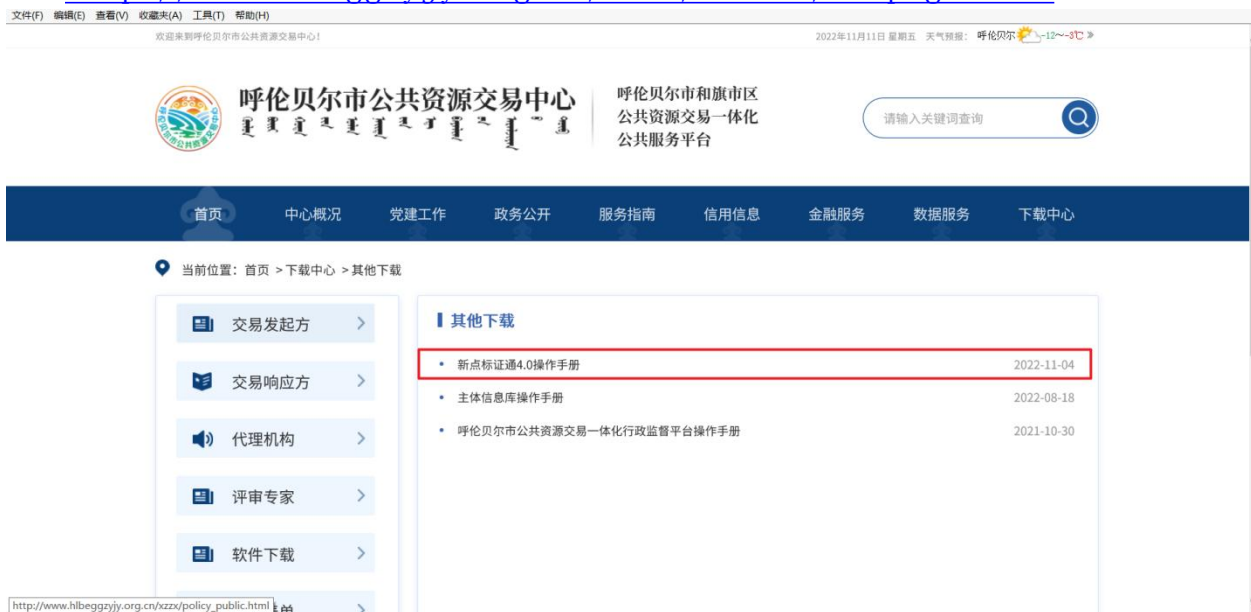 文件(F) 编辑(E) 查看(V) 收藏夹(A) 工具(T) 帮助(H)
欢迎来到呼伦贝尔市公共资源交易中心!
2022年11月11日 星期五 天气预报: 呼伦贝尔 -12～-3℃
呼伦贝尔市公共资源交易中心
呼伦贝尔市和旗市区
公共资源交易一体化
公共服务平台
请输入关键词查询
首页 中心概况 党建工作 政务公开 服务指南 信用信息 金融服务 数据服务 下载中心
当前位置：首页 >下载中心 >其他下载
交易发起方
交易响应方
代理机构
评审专家
软件下载
其他下载
新点标证通4.0操作手册 2022-11-04
主体信息库操作手册 2022-08-18
呼伦贝尔市公共资源交易一体化行政监督平台操作手册 2021-10-30
http://www.hlbeggzyjy.org.cn/xzzx/policy_public.html